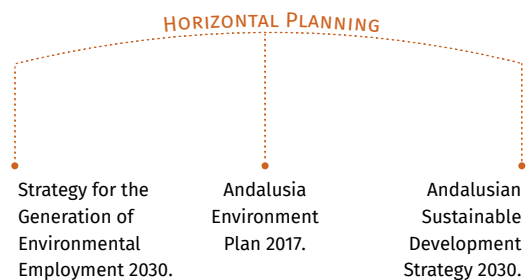 Horizontal Planning
Strategy for the
Generation of
Environmental
Employment 2030.
Andalusia
Environment
Plan 2017.
Andalusian
Sustainable
Development
Strategy 2030.